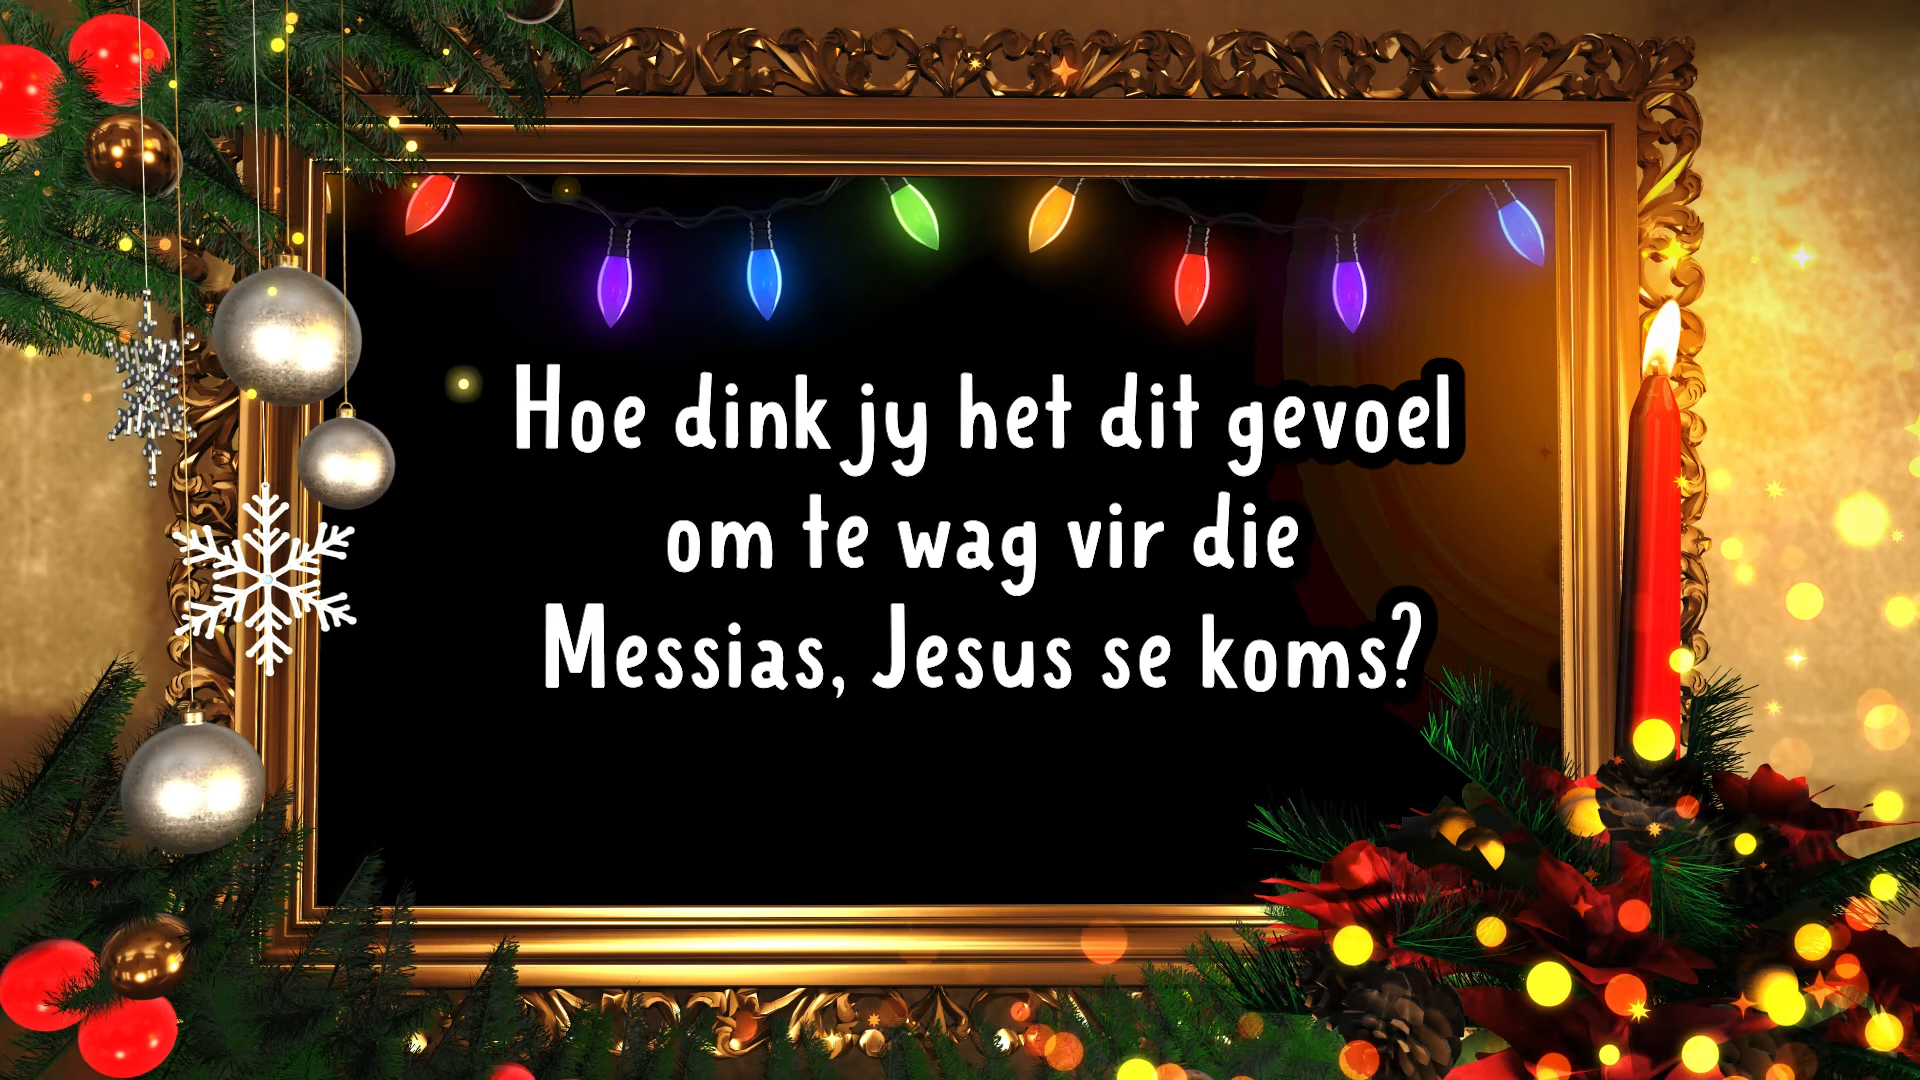 Hoe dink jy het dit gevoel
om te wag vir die
Messias, Jesus se koms?